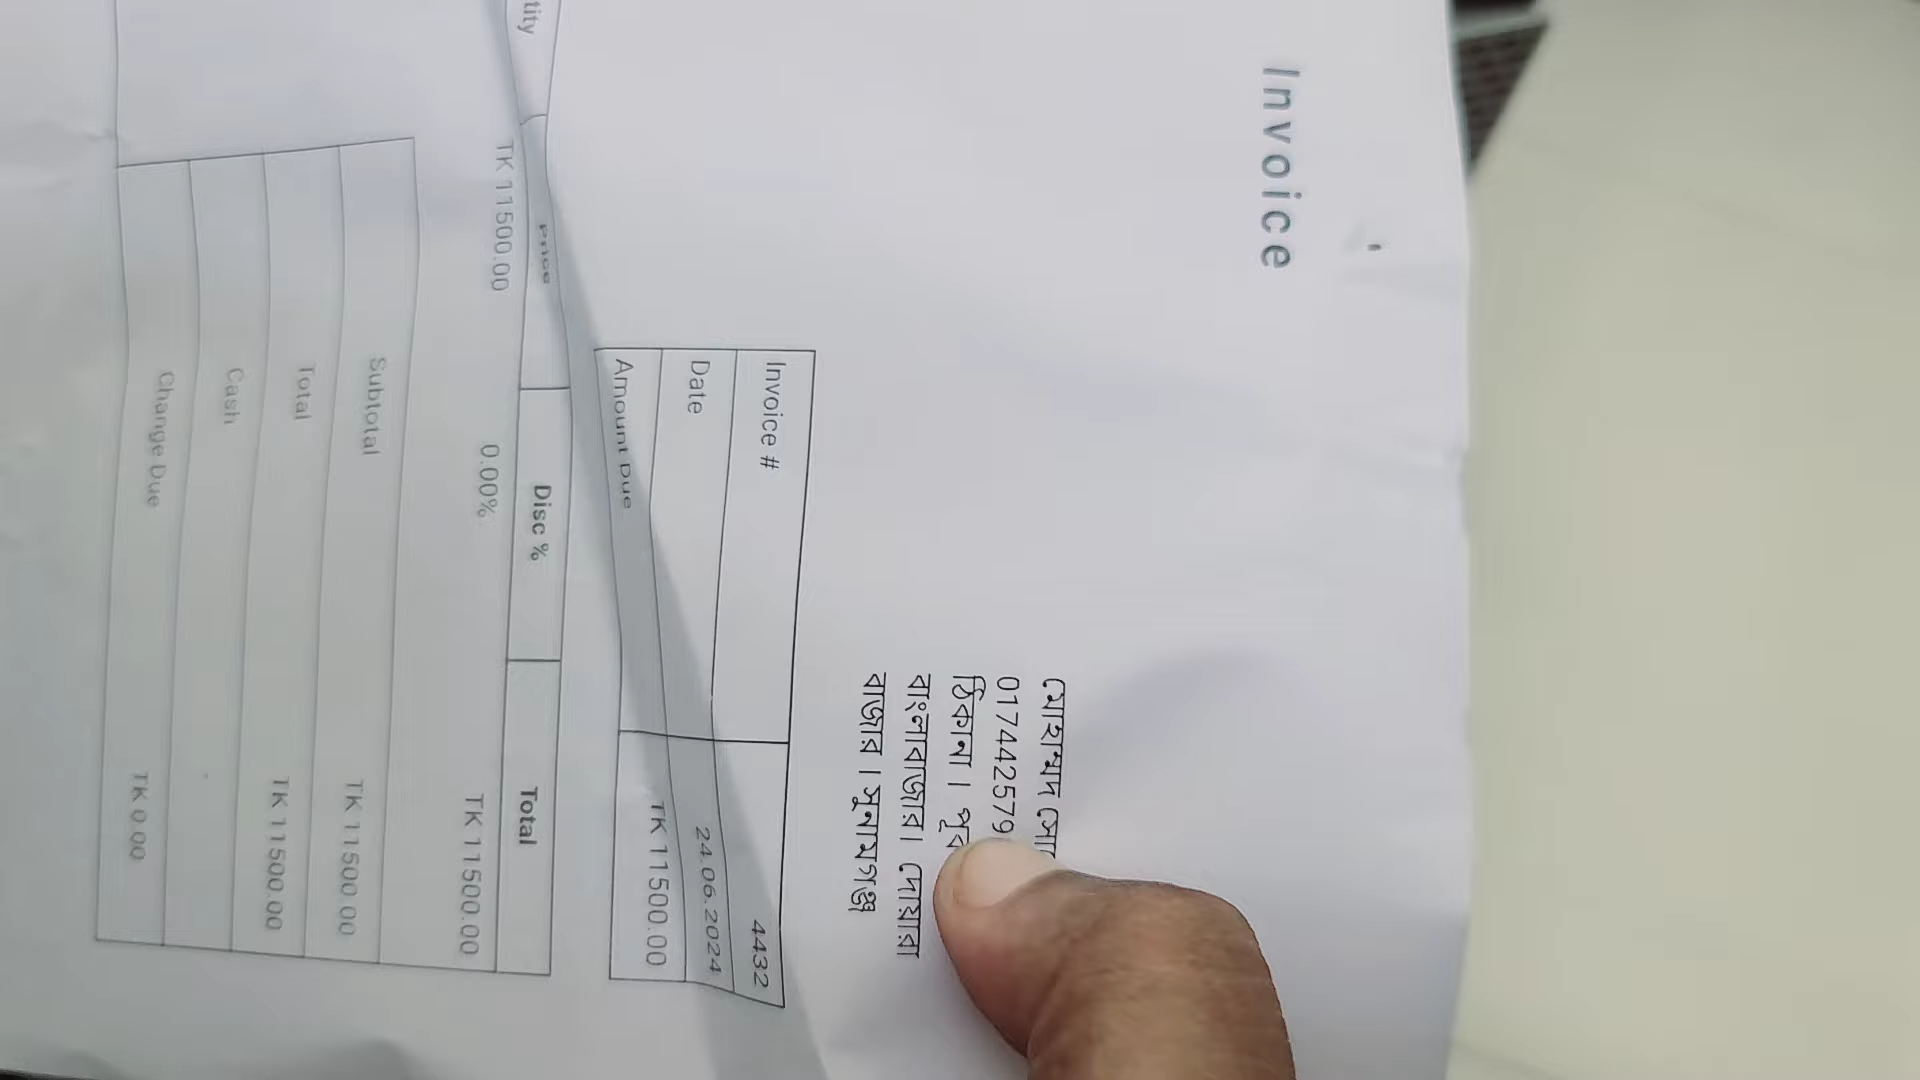 Invoice
মোহাম্মদ
0174442579
ঠিকানা। পূর্ব
বাংলাবাজার। দোয়ারা
বাজার। সুনামগঞ্জ
Invoice # 4432
Date 24.06.2024
Amount Due TK 11500.00
Price Disc % Total
TK 11500.00 0.00% TK 11500.00
Subtotal TK 11500.00
Total TK 11500.00
Cash
Change Due TK 0.00